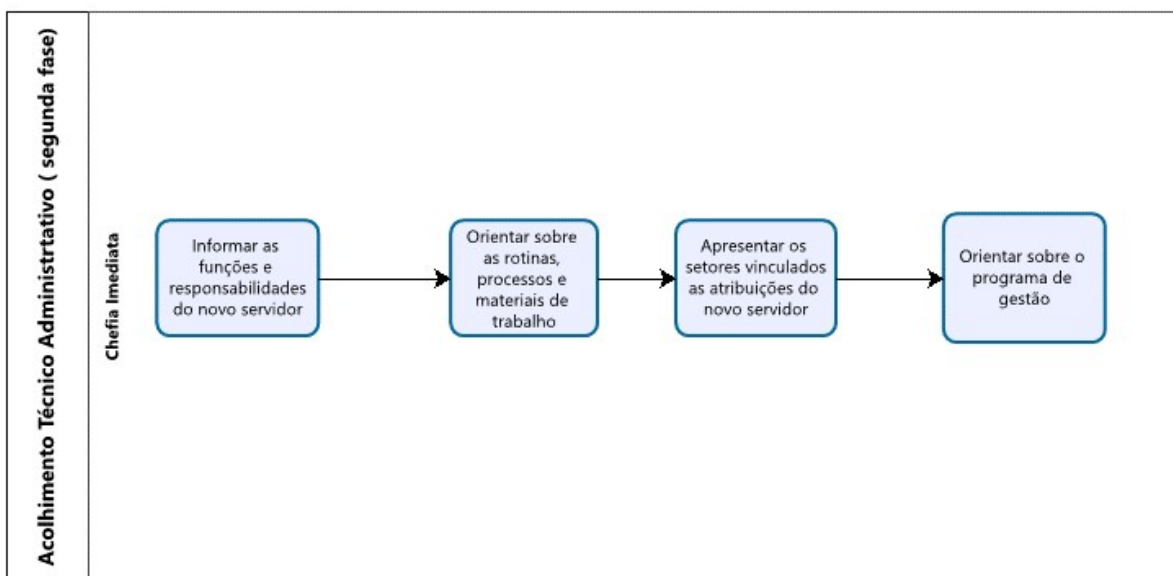 Acolhimento Técnico Administrtativo ( segunda fase)
Chefia Imediata
Informar as
funções e
responsabilidades
do novo servidor
Orientar sobre
as rotinas,
processos e
materiais de
trabalho
Apresentar os
setores vinculados
as atribuições do
novo servidor
Orientar sobre o
programa de
gestão